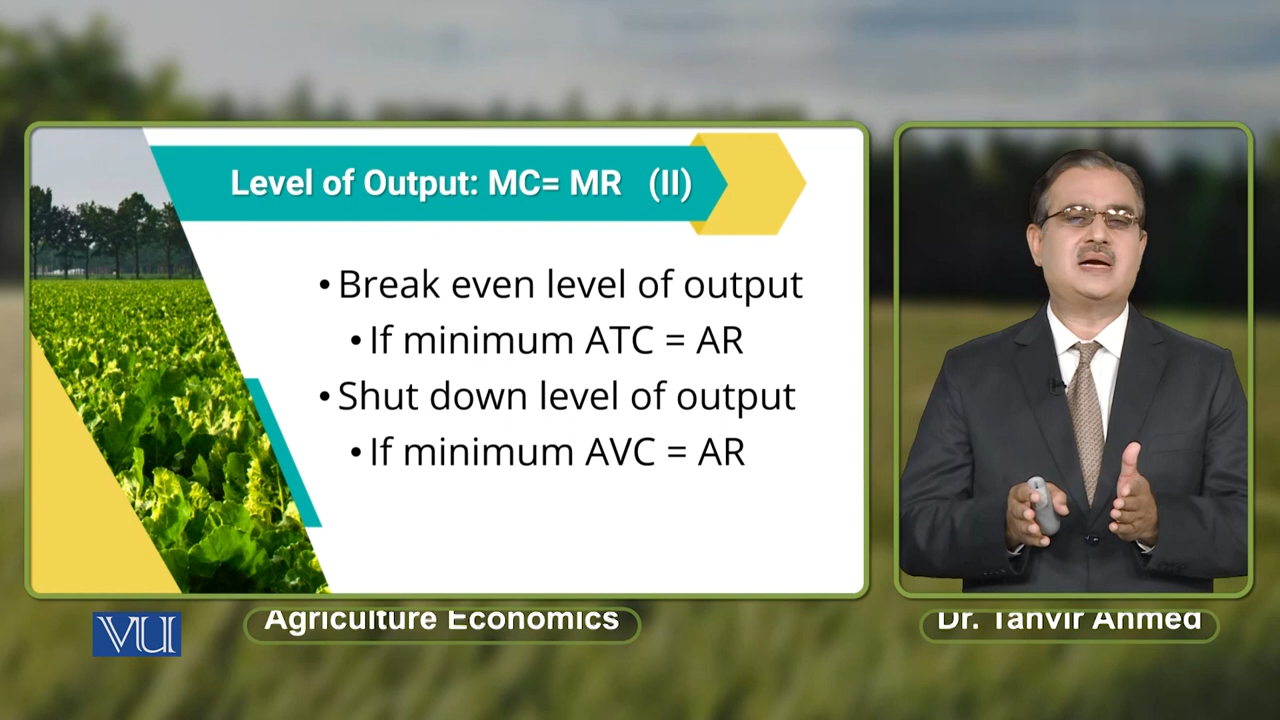 Level of Output: MC= MR (II)
• Break even level of output
• If minimum ATC = AR
• Shut down level of output
• If minimum AVC = AR
VU
Agriculture Economics
Dr. Tanvir Ahmed